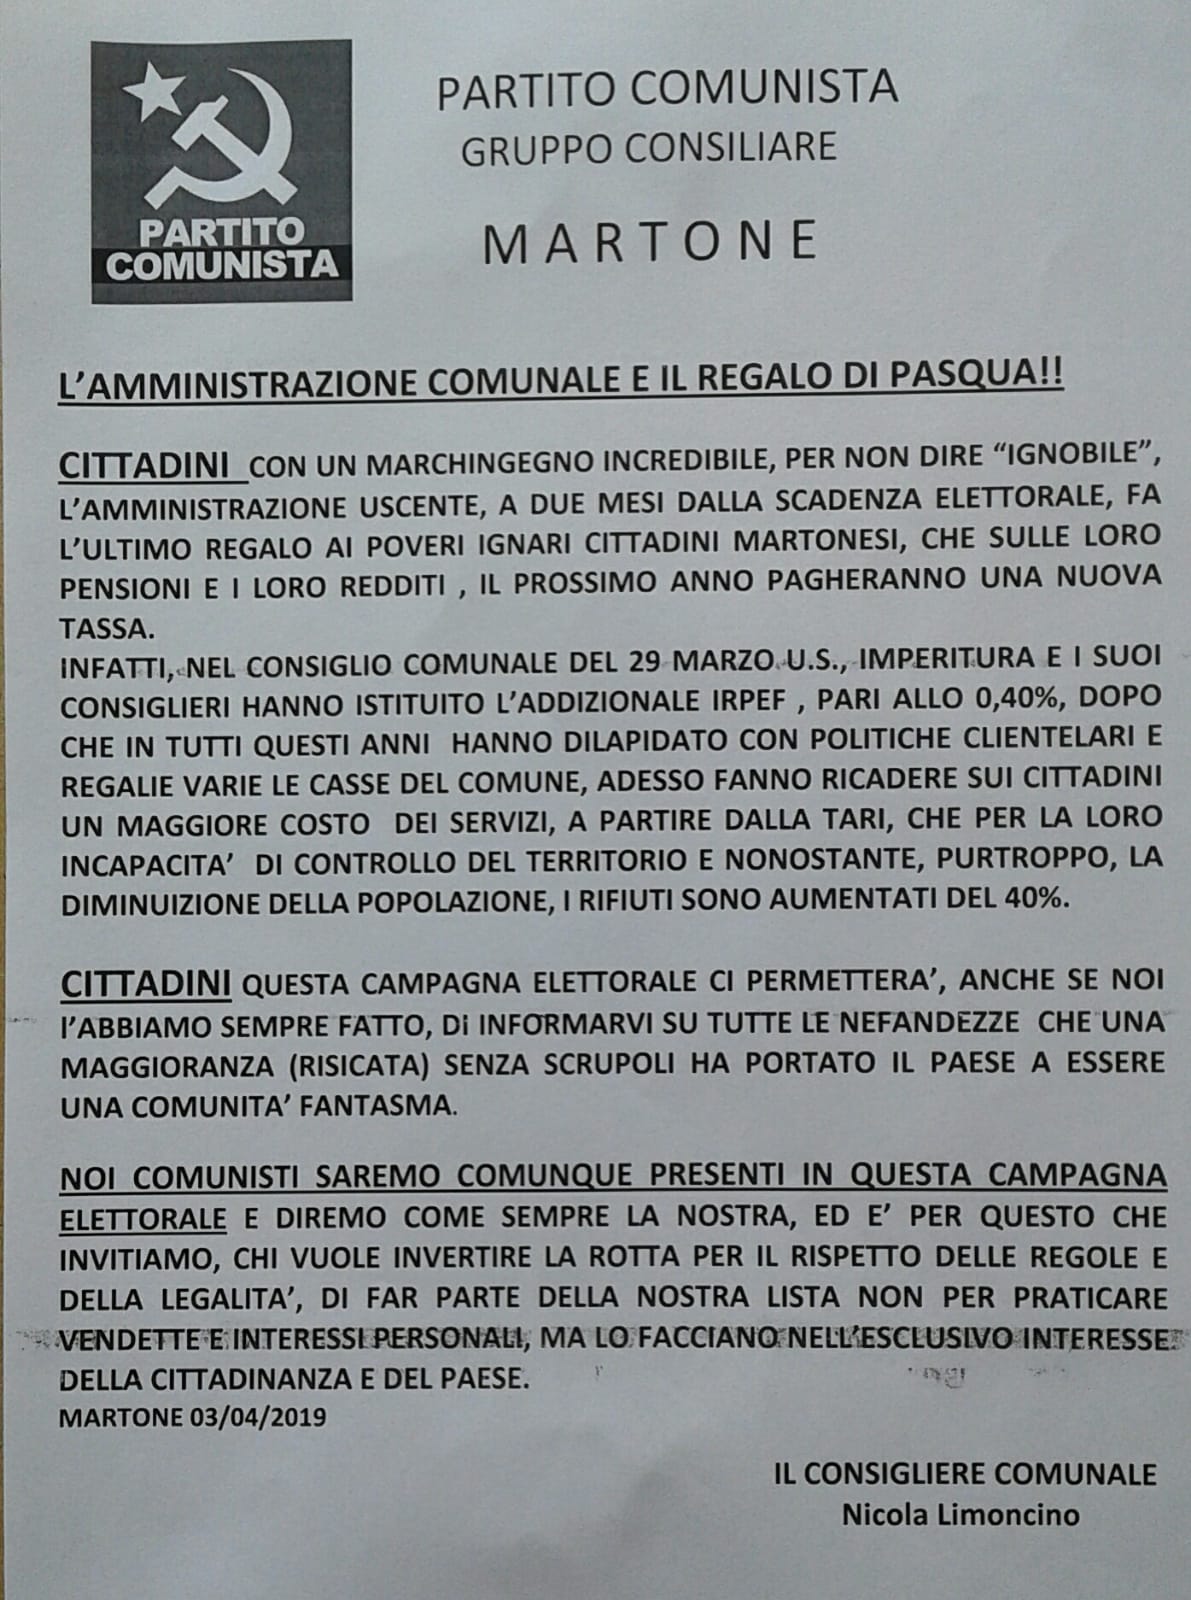 PARTITO
COMUNISTA
PARTITO COMUNISTA
GRUPPO CONSILIARE
MARTONE
L'AMMINISTRAZIONE COMUNALE E IL REGALO DI PASQUA!!
CITTADINI CON UN MARCHINGEGNO INCREDIBILE, PER NON DIRE “IGNOBILE”,
L'AMMINISTRAZIONE USCENTE, A DUE MESI DALLA SCADENZA ELETTORALE, FA
L'ULTIMO REGALO AI POVERI IGNARI CITTADINI MARTONESI, CHE SULLE LORO
PENSIONI E I LORO REDDITI , IL PROSSIMO ANNO PAGHERANNO UNA NUOVA
TASSA.
INFATTI, NEL CONSIGLIO COMUNALE DEL 29 MARZO U.S., IMPERITURA E I SUOI
CONSIGLIERI HANNO ISTITUITO L'ADDIZIONALE IRPEF , PARI ALLO 0,40%, DOPO
CHE IN TUTTI QUESTI ANNI HANNO DILAPIDATO CON POLITICHE CLIENTELARI E
REGALIE VARIE LE CASSE DEL COMUNE, ADESSO FANNO RICADERE SUI CITTADINI
UN MAGGIORE COSTO DEI SERVIZI, A PARTIRE DALLA TARI, CHE PER LA LORO
INCAPACITA' DI CONTROLLO DEL TERRITORIO E NONOSTANTE, PURTROPPO, LA
DIMINUIZIONE DELLA POPOLAZIONE, I RIFIUTI SONO AUMENTATI DEL 40%.
CITTADINI QUESTA CAMPAGNA ELETTORALE CI PERMETTERA', ANCHE SE NOI
l'ABBIAMO SEMPRE FATTO, Di INFORMARVI SU TUTTE LE NEFANDEZZE CHE UNA
MAGGIORANZA (RISICATA) SENZA SCRUPOLI HA PORTATO IL PAESE A ESSERE
UNA COMUNITA' FANTASMA.
NOI COMUNISTI SAREMO COMUNQUE PRESENTI IN QUESTA CAMPAGNA
ELETTORALE E DIREMO COME SEMPRE LA NOSTRA, ED E' PER QUESTO CHE
INVITIAMO, CHI VUOLE INVERTIRE LA ROTTA PER IL RISPETTO DELLE REGOLE E
DELLA LEGALITA', DI FAR PARTE DELLA NOSTRA LISTA NON PER PRATICARE
VENDETTE E INTERESSI PERSONALI, MA LO FACCIANO NELL'ESCLUSIVO INTERESSE
DELLA CITTADINANZA E DEL PAESE.
MARTONE 03/04/2019
IL CONSIGLIERE COMUNALE
Nicola Limoncino